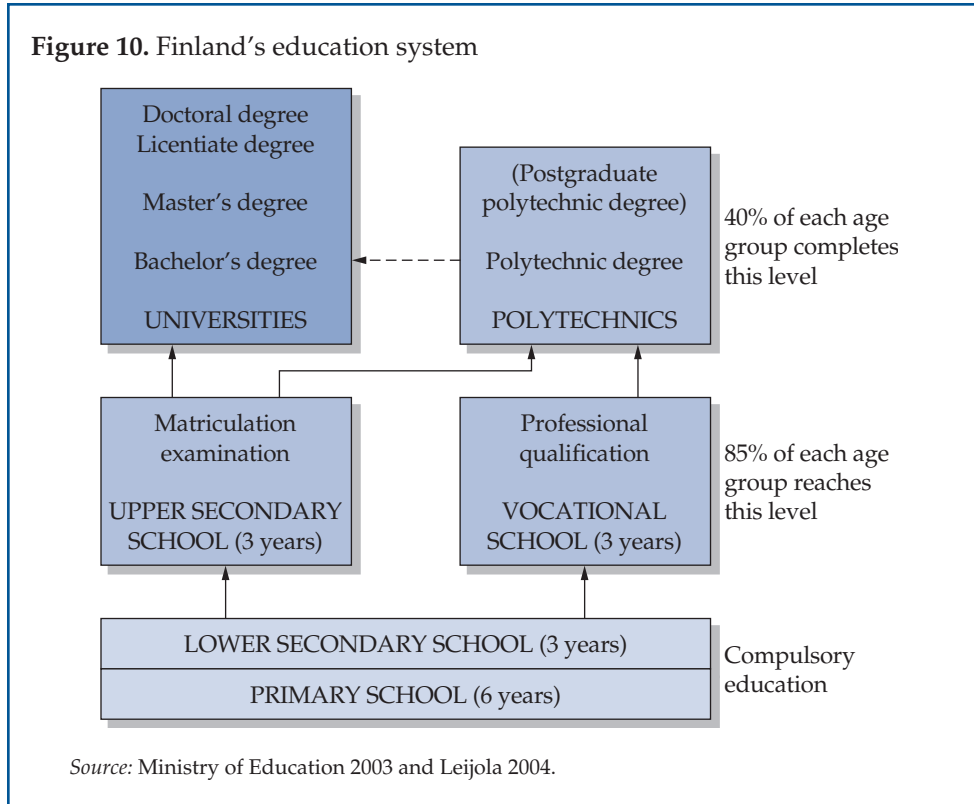 Figure 10. Finland's education system
Doctoral degree
Licentiate degree
Master's degree
Bachelor's degree
UNIVERSITIES
(Postgraduate
polytechnic degree)
Polytechnic degree
POLYTECHNICS
40% of each age
group completes
this level
Matriculation
examination
UPPER SECONDARY
SCHOOL (3 years)
Professional
qualification
VOCATIONAL
SCHOOL (3 years)
85% of each age
group reaches
this level
LOWER SECONDARY SCHOOL (3 years)
PRIMARY SCHOOL (6 years)
Compulsory
education
Source: Ministry of Education 2003 and Leijola 2004.